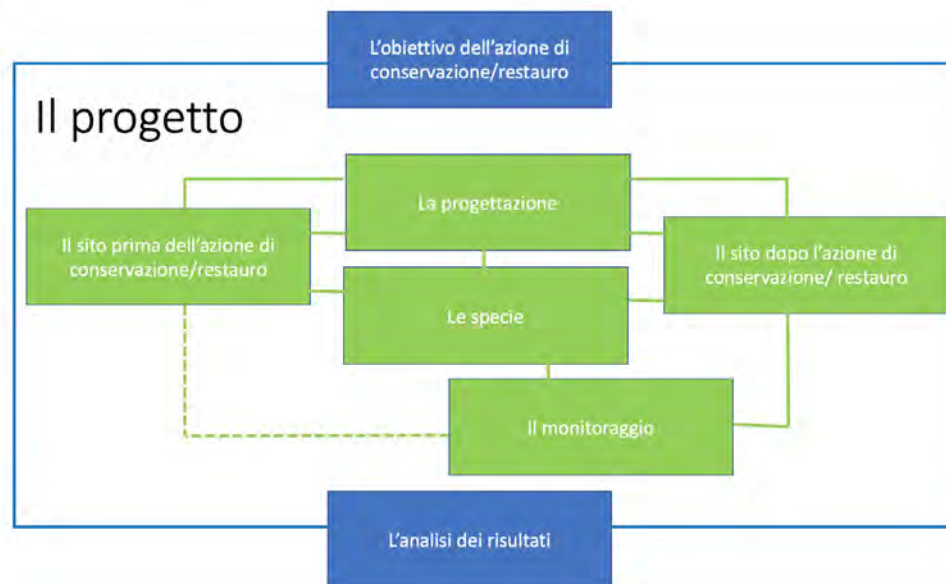 L'obiettivo dell'azione di
conservazione/restauro
Il progetto
La progettazione
Il sito prima dell'azione di
conservazione/restauro
Il sito dopo l'azione di
conservazione/ restauro
Le specie
Il monitoraggio
L'analisi dei risultati